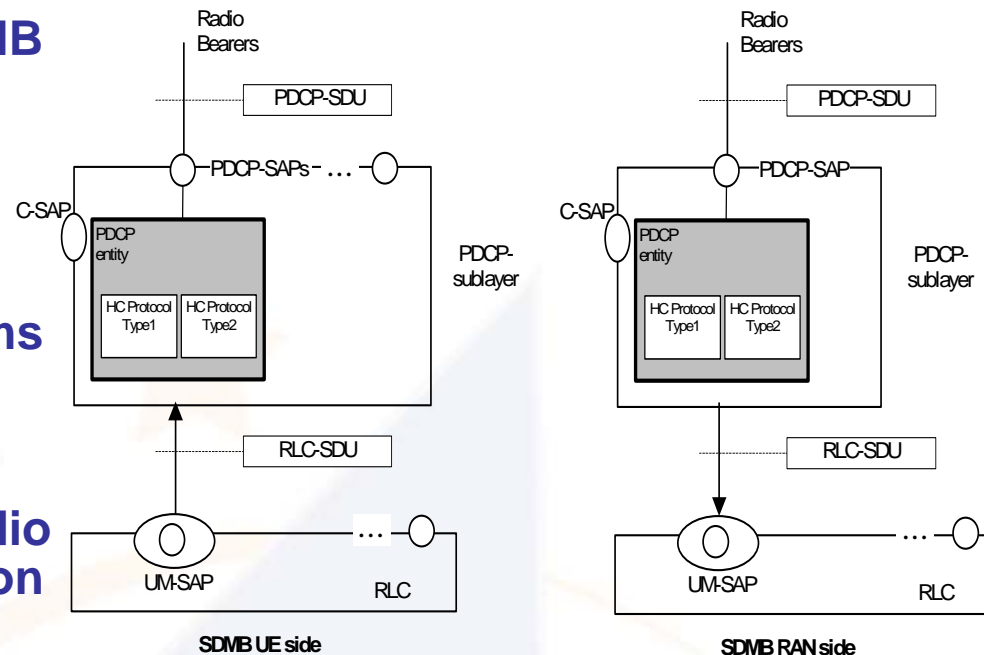 IB
ns
dio
on
Radio
Bearers
PDCP-SDU
PDCP-SAPs
...
C-SAP
PDCP
entity
HC Protocol
Type1
HC Protocol
Type2
PDCP-
sublayer
RLC-SDU
...
UM-SAP
RLC
SDMB UE side
Radio
Bearers
PDCP-SDU
PDCP-SAP
C-SAP
PDCP
entity
HC Protocol
Type1
HC Protocol
Type2
PDCP-
sublayer
RLC-SDU
...
UM-SAP
RLC
SDMB RAN side